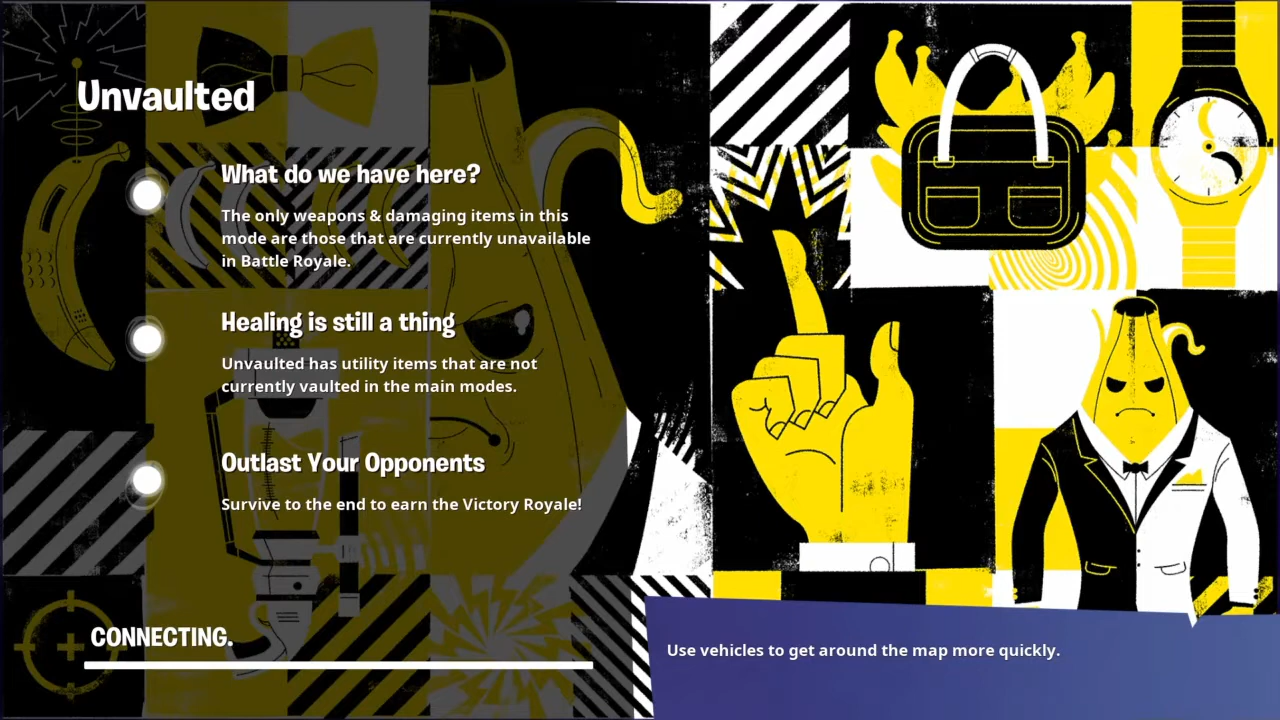 Unvaulted
What do we have here?
The only weapons & damaging items in this
mode are those that are currently unavailable
in Battle Royale.
Healing is still a thing
Unvaulted has utility items that are not
currently vaulted in the main modes.
Outlast Your Opponents
Survive to the end to earn the Victory Royale!
CONNECTING.
Use vehicles to get around the map more quickly.